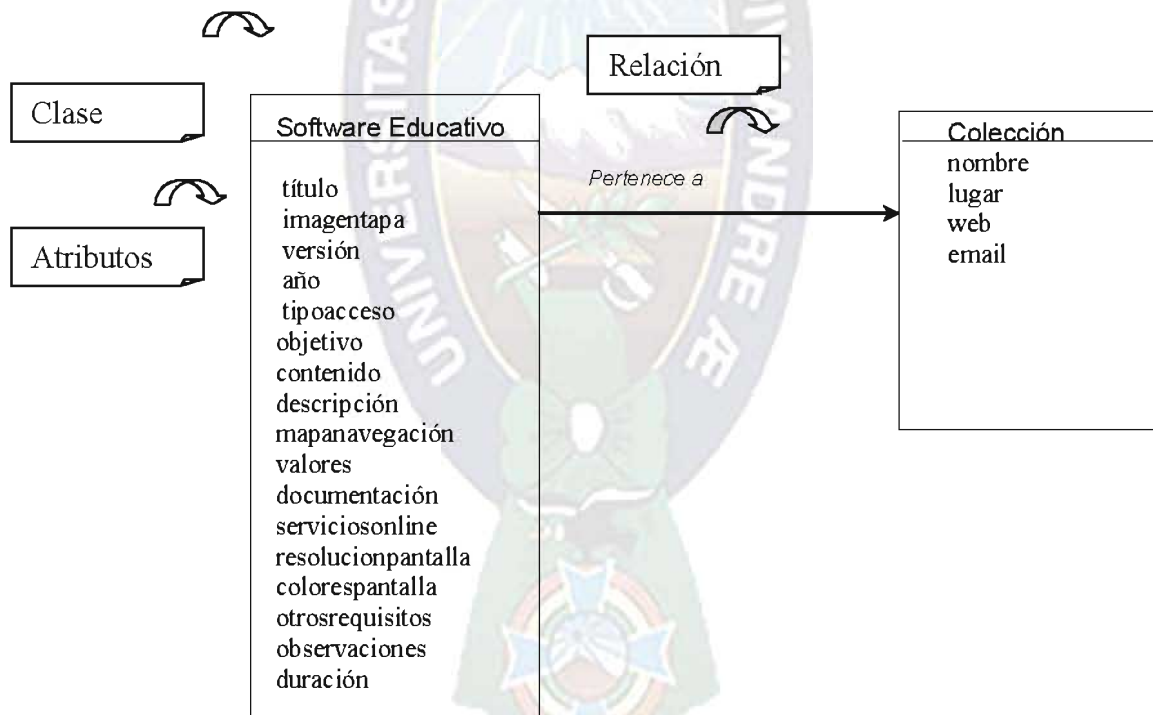 Relación
Clase
Atributos
Software Educativo
título
imagentapa
versión
año
tipoacceso
objetivo
contenido
descripción
mapanavegación
valores
documentación
serviciosonline
resolucionpantalla
colorespantalla
otrosrequisitos
observaciones
duración
Pertenece a
Colección
nombre
lugar
web
email